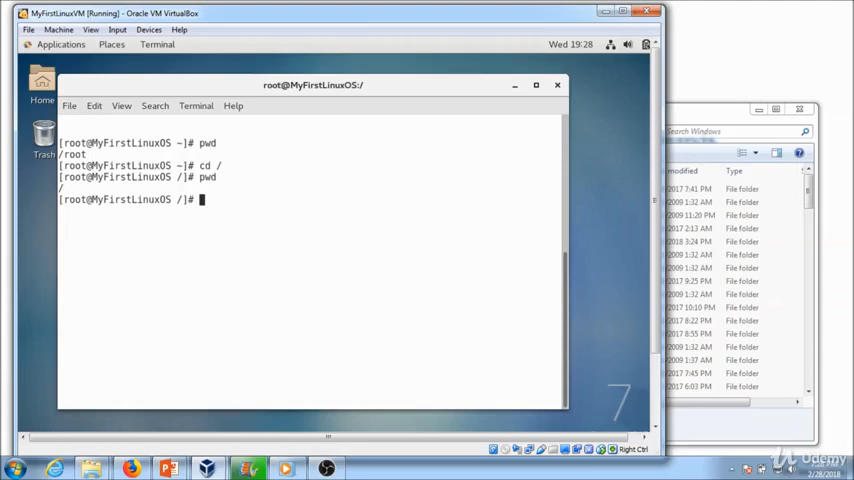 MyFirstLinuxVM [Running] - Oracle VM VirtualBox
File Machine View Input Devices Help
Applications Places Terminal Wed 19:28
root@MyFirstLinuxOS:/
Home
File Edit View Search Terminal Help
Trash
[root@MyFirstLinuxOS ~]# pwd
/root
[root@MyFirstLinuxOS ~]# cd /
[root@MyFirstLinuxOS /]# pwd
/
[root@MyFirstLinuxOS /]#
7
Right Ctrl
Search Windows
modified Type
/2017 7:41 PM File folder
/2009 1:32 AM File folder
/2009 11:20 PM File folder
/2017 2:13 AM File folder
/2018 3:24 PM File folder
/2009 1:32 AM File folder
/2009 1:32 AM File folder
/2017 9:25 PM File folder
/2009 1:32 AM File folder
/2017 10:10 PM File folder
/2017 8:22 PM File folder
/2017 8:55 PM File folder
/2009 1:32 AM File folder
/2009 1:37 AM File folder
/2017 7:45 PM File folder
/2017 6:03 PM File folder
Udemy
2/28/2018